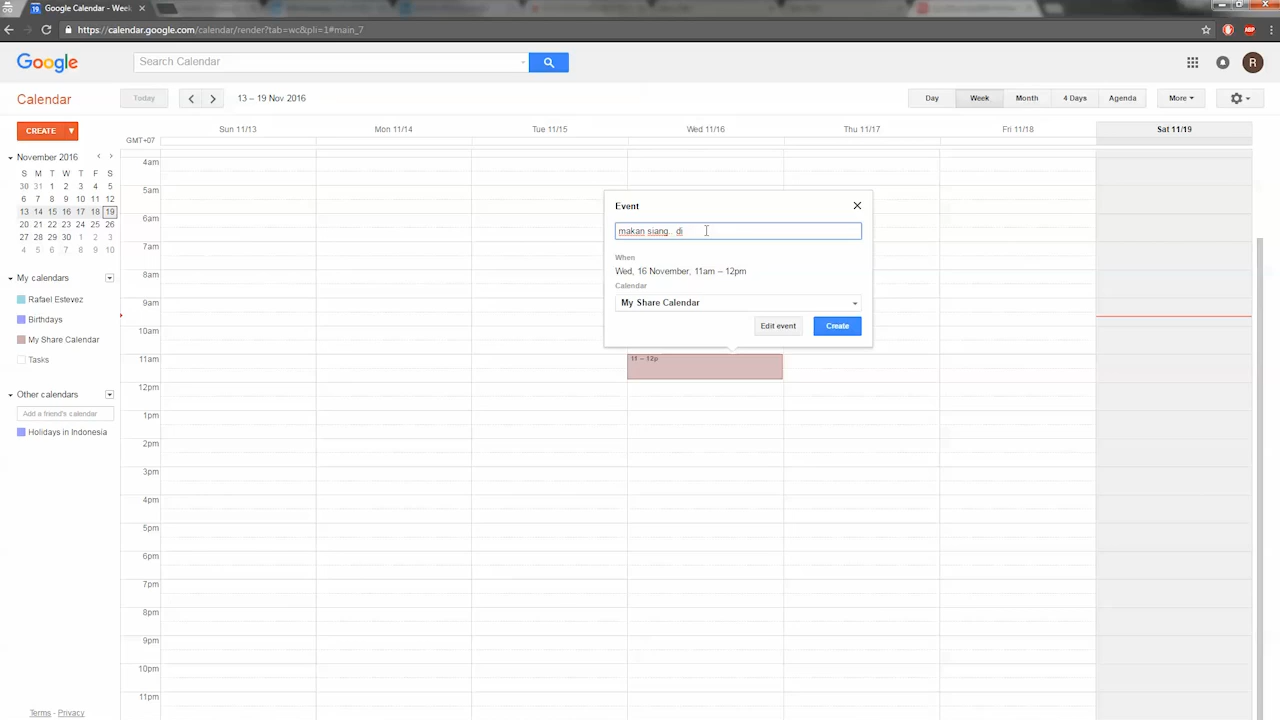 Google Calendar - Week
https://calendar.google.com/calendar/render?tab=wc&pli=1#main_7
ABP
Google
Search Calendar
R
Calendar
Today
13 – 19 Nov 2016
Day
Week
Month
4 Days
Agenda
More
CREATE
November 2016
S M T W T F S
30 31 1 2 3 4 5
6 7 8 9 10 11 12
13 14 15 16 17 18 19
20 21 22 23 24 25 26
27 28 29 30 1 2 3
4 5 6 7 8 9 10
My calendars
Rafael Estevez
Birthdays
My Share Calendar
Tasks
Other calendars
Add a friend's calendar
Holidays in Indonesia
Terms - Privacy
GMT+07
Sun 11/13
Mon 11/14
Tue 11/15
Wed 11/16
Thu 11/17
Fri 11/18
Sat 11/19
4am
5am
6am
7am
8am
9am
10am
11am
12pm
1pm
2pm
3pm
4pm
5pm
6pm
7pm
8pm
9pm
10pm
11pm
Event
makan siang.. di
When
Wed, 16 November, 11am – 12pm
Calendar
My Share Calendar
Edit event
Create
11 – 12p